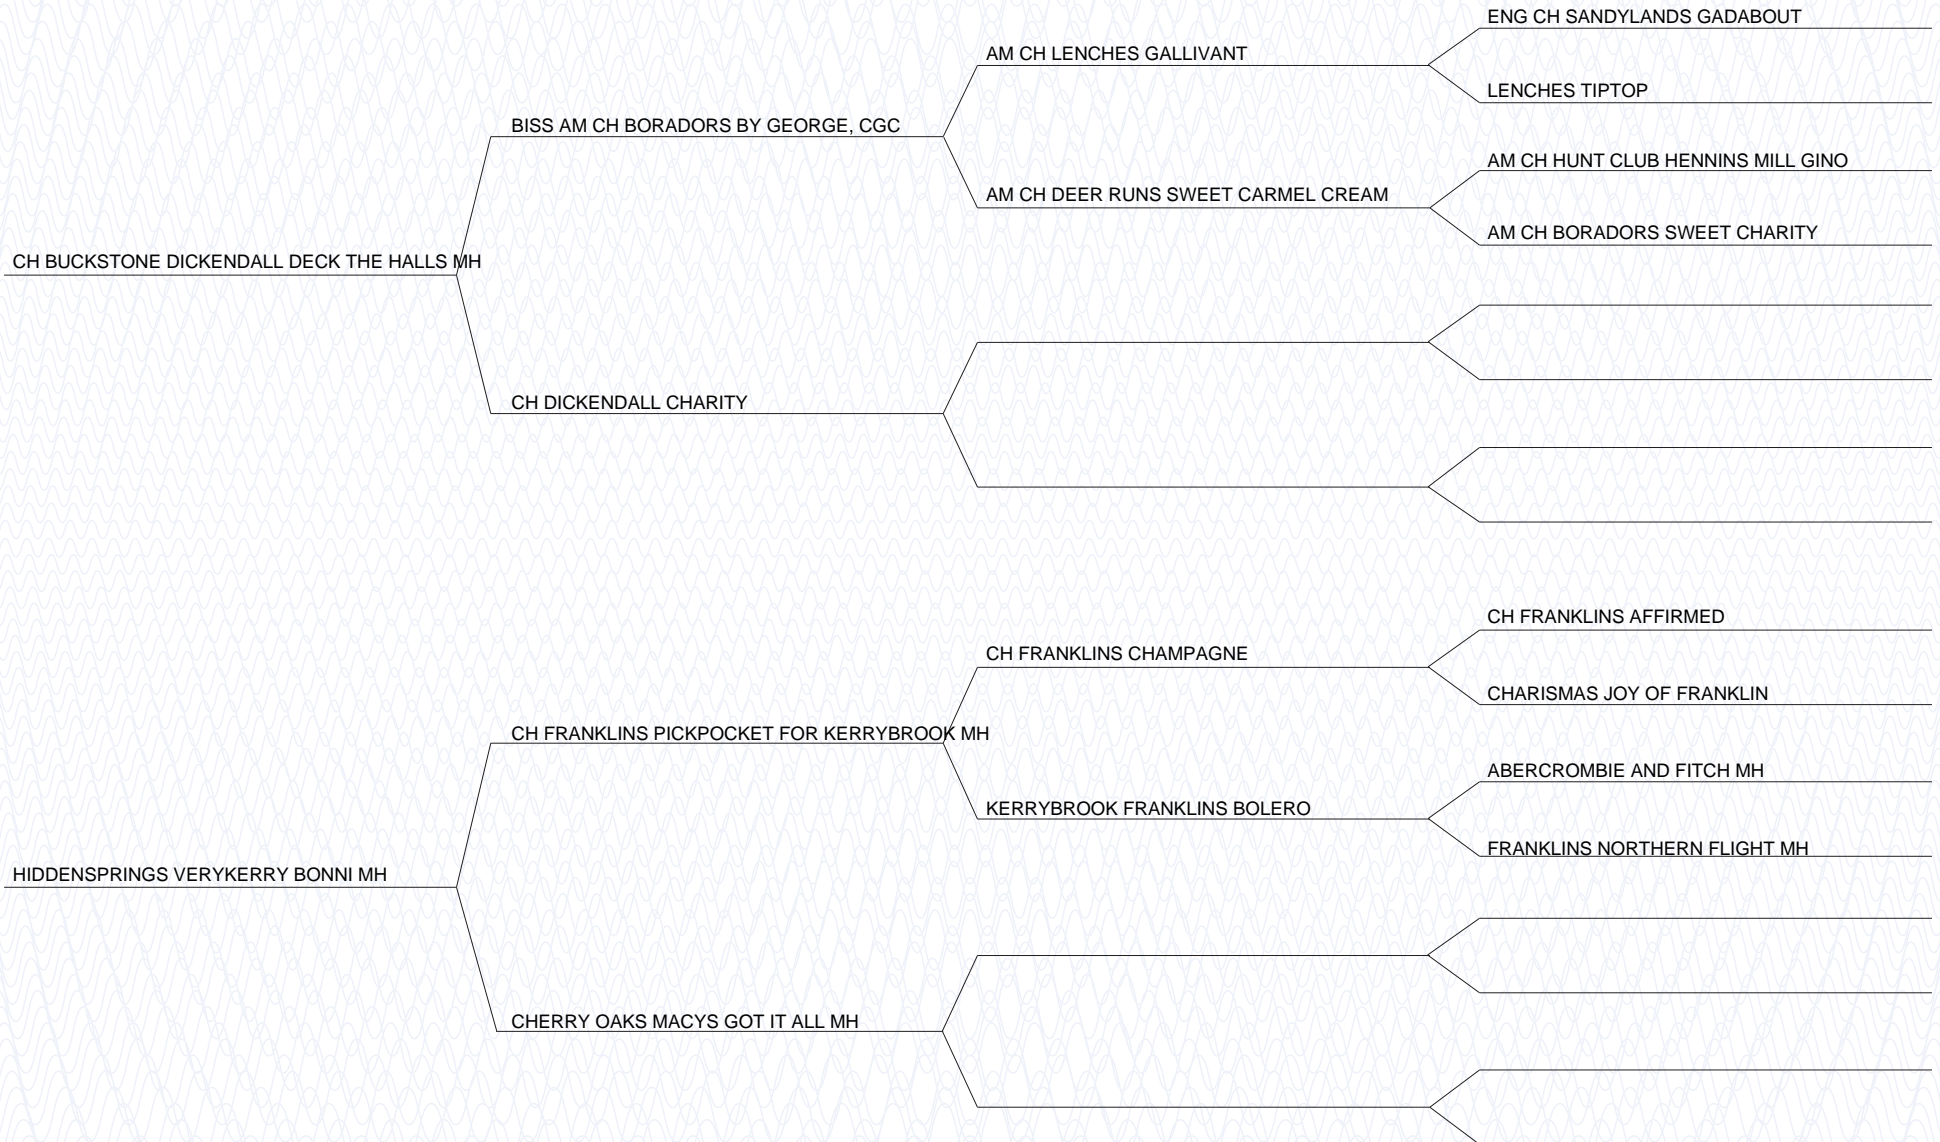 ENG CH SANDYLANDS GADABOUT
AM CH LENCHES GALLIVANT
LENCHES TIPTOP
BISS AM CH BORADORS BY GEORGE, CGC
AM CH HUNT CLUB HENNINS MILL GINO
AM CH DEER RUNS SWEET CARMEL CREAM
AM CH BORADORS SWEET CHARITY
CH BUCKSTONE DICKENDALL DECK THE HALLS MH
CH DICKENDALL CHARITY
CH FRANKLINS AFFIRMED
CH FRANKLINS CHAMPAGNE
CHARISMAS JOY OF FRANKLIN
CH FRANKLINS PICKPOCKET FOR KERRYBROOK MH
ABERCROMBIE AND FITCH MH
KERRYBROOK FRANKLINS BOLERO
FRANKLINS NORTHERN FLIGHT MH
HIDDENSPRINGS VERYKERRY BONNI MH
CHERRY OAKS MACYS GOT IT ALL MH